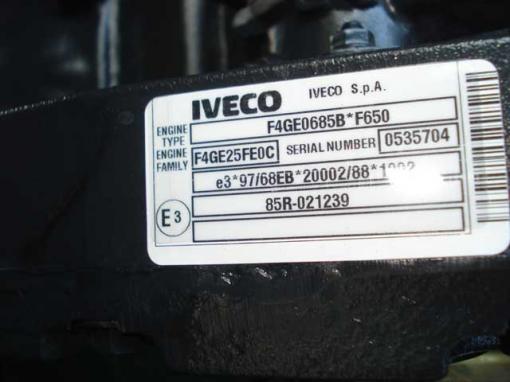 IVECO IVECO S.p.A.
ENGINE TYPE F4GE0685B*F650
ENGINE FAMILY F4GE25FE0C SERIAL NUMBER 0535704
e3*97/68EB*20002/88*
E3 85R-021239